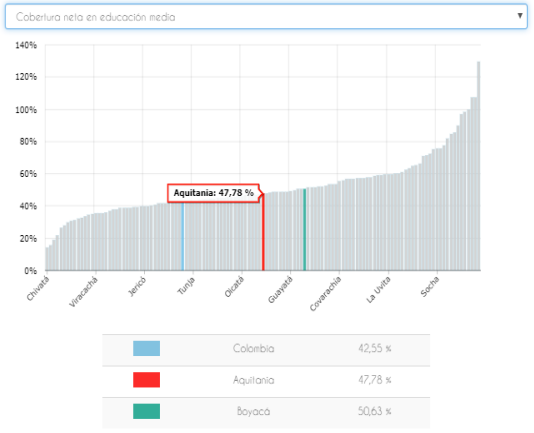 Cobertura neta en educación media
140%
120%
100%
80%
60%
40%
20%
0%
Aquitania: 47,78 %
Chivatá
Viracachá
Jericó
Tunja
Oicatá
Guayatá
Covarachía
La Uvita
Socha
Colombia 42,55 %
Aquitania 47,78 %
Boyacá 50,63 %